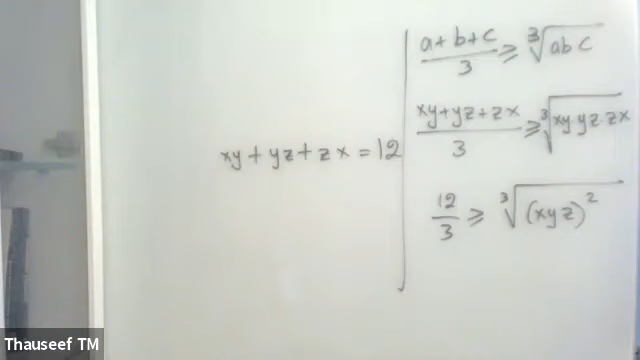 xy + yz + zx = 12
a + b + c / 3 ≥ ∛abc
xy + yz + zx / 3 ≥ ∛xy·yz·zx
12 / 3 ≥ ∛(xyz)²
Thauseef TM